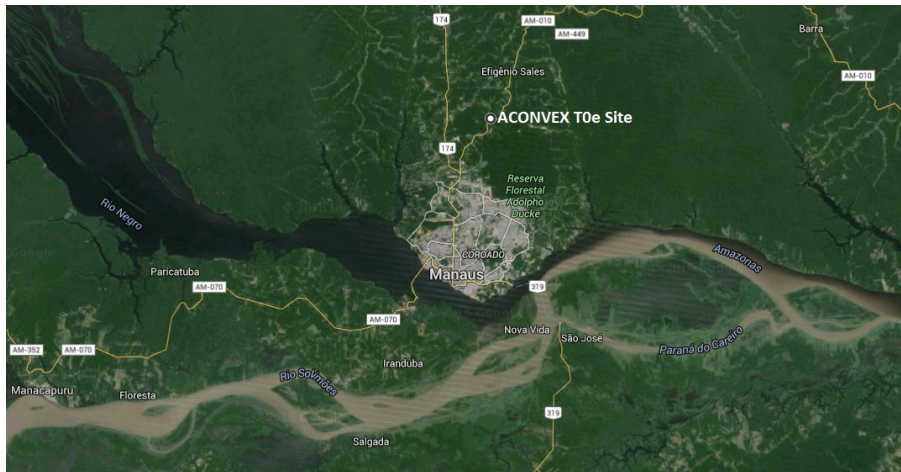 174
AM-010
AM-449
Barra
Efigênio Sales
AM-010
ACONVEX T0e Site
174
Reserva
Florestal
Adolpho
Ducke
Rio Negro
COROADO
Amazonas
Paricatuba
Manaus
AM-070
319
AM-070
Nova Vida
São José
Paraná do Careiro
AM-352
AM-070
Iranduba
Rio Solimões
Manacapuru
Floresta
319
Salgada